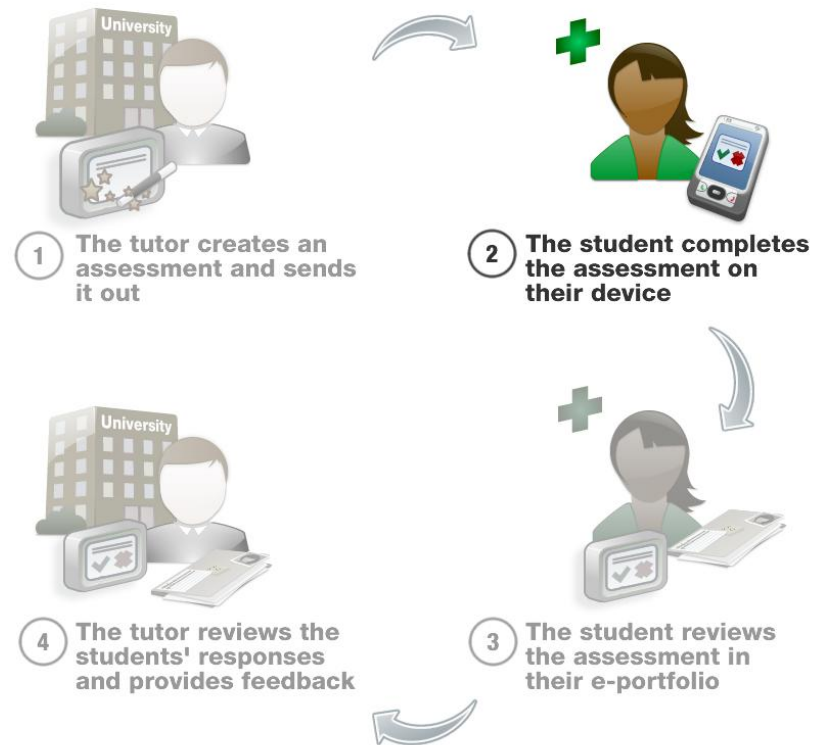 University
1
The tutor creates an
assessment and sends
it out
2
The student completes
the assessment on
their device
University
4
The tutor reviews the
students' responses
and provides feedback
3
The student reviews
the assessment in
their e-portfolio